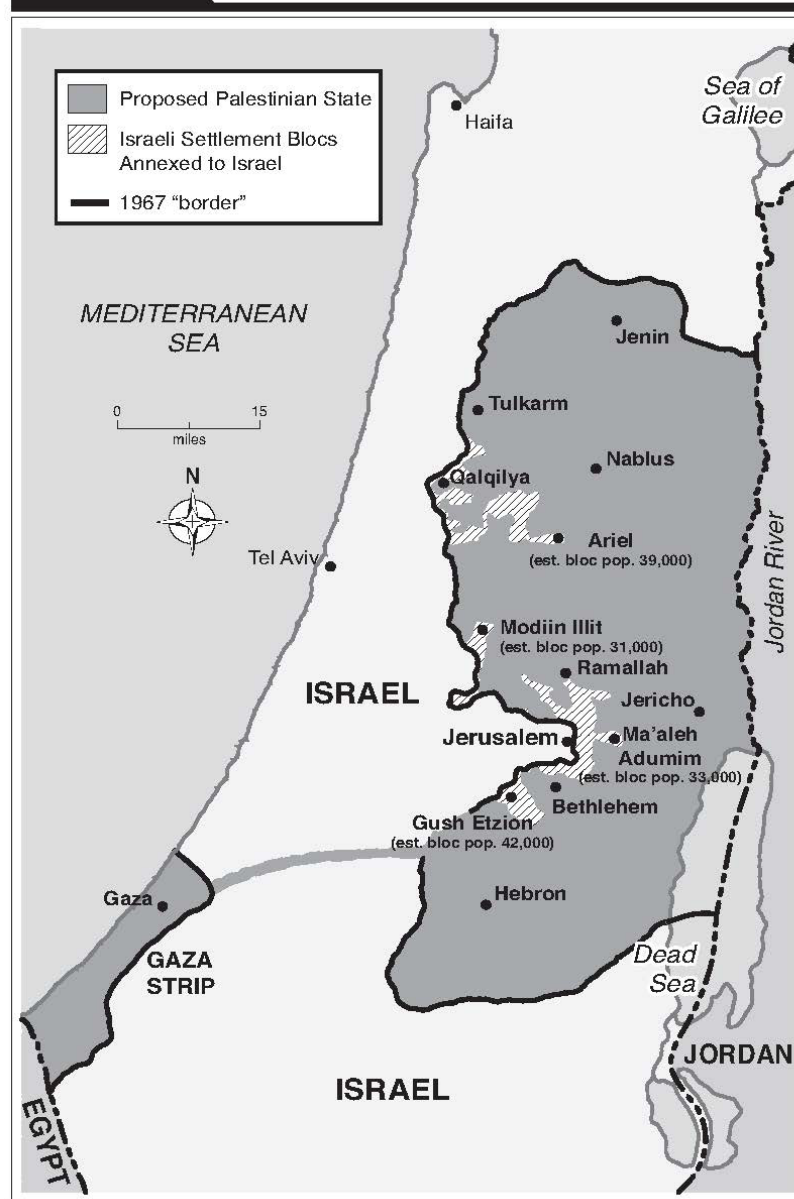 Proposed Palestinian State
Israeli Settlement Blocs
Annexed to Israel
1967 “border”
Sea of
Galilee
Haifa
MEDITERRANEAN
SEA
0 15
miles
N
Jenin
Tulkarm
Nablus
Qalqilya
Ariel
(est. bloc pop. 39,000)
Tel Aviv
Jordan River
Modiin Illit
(est. bloc pop. 31,000)
Ramallah
ISRAEL
Jericho
Jerusalem
Ma’aleh
Adumim
(est. bloc pop. 33,000)
Bethlehem
Gush Etzion
(est. bloc pop. 42,000)
Gaza
Hebron
GAZA
STRIP
Dead
Sea
JORDAN
ISRAEL
EGYPT